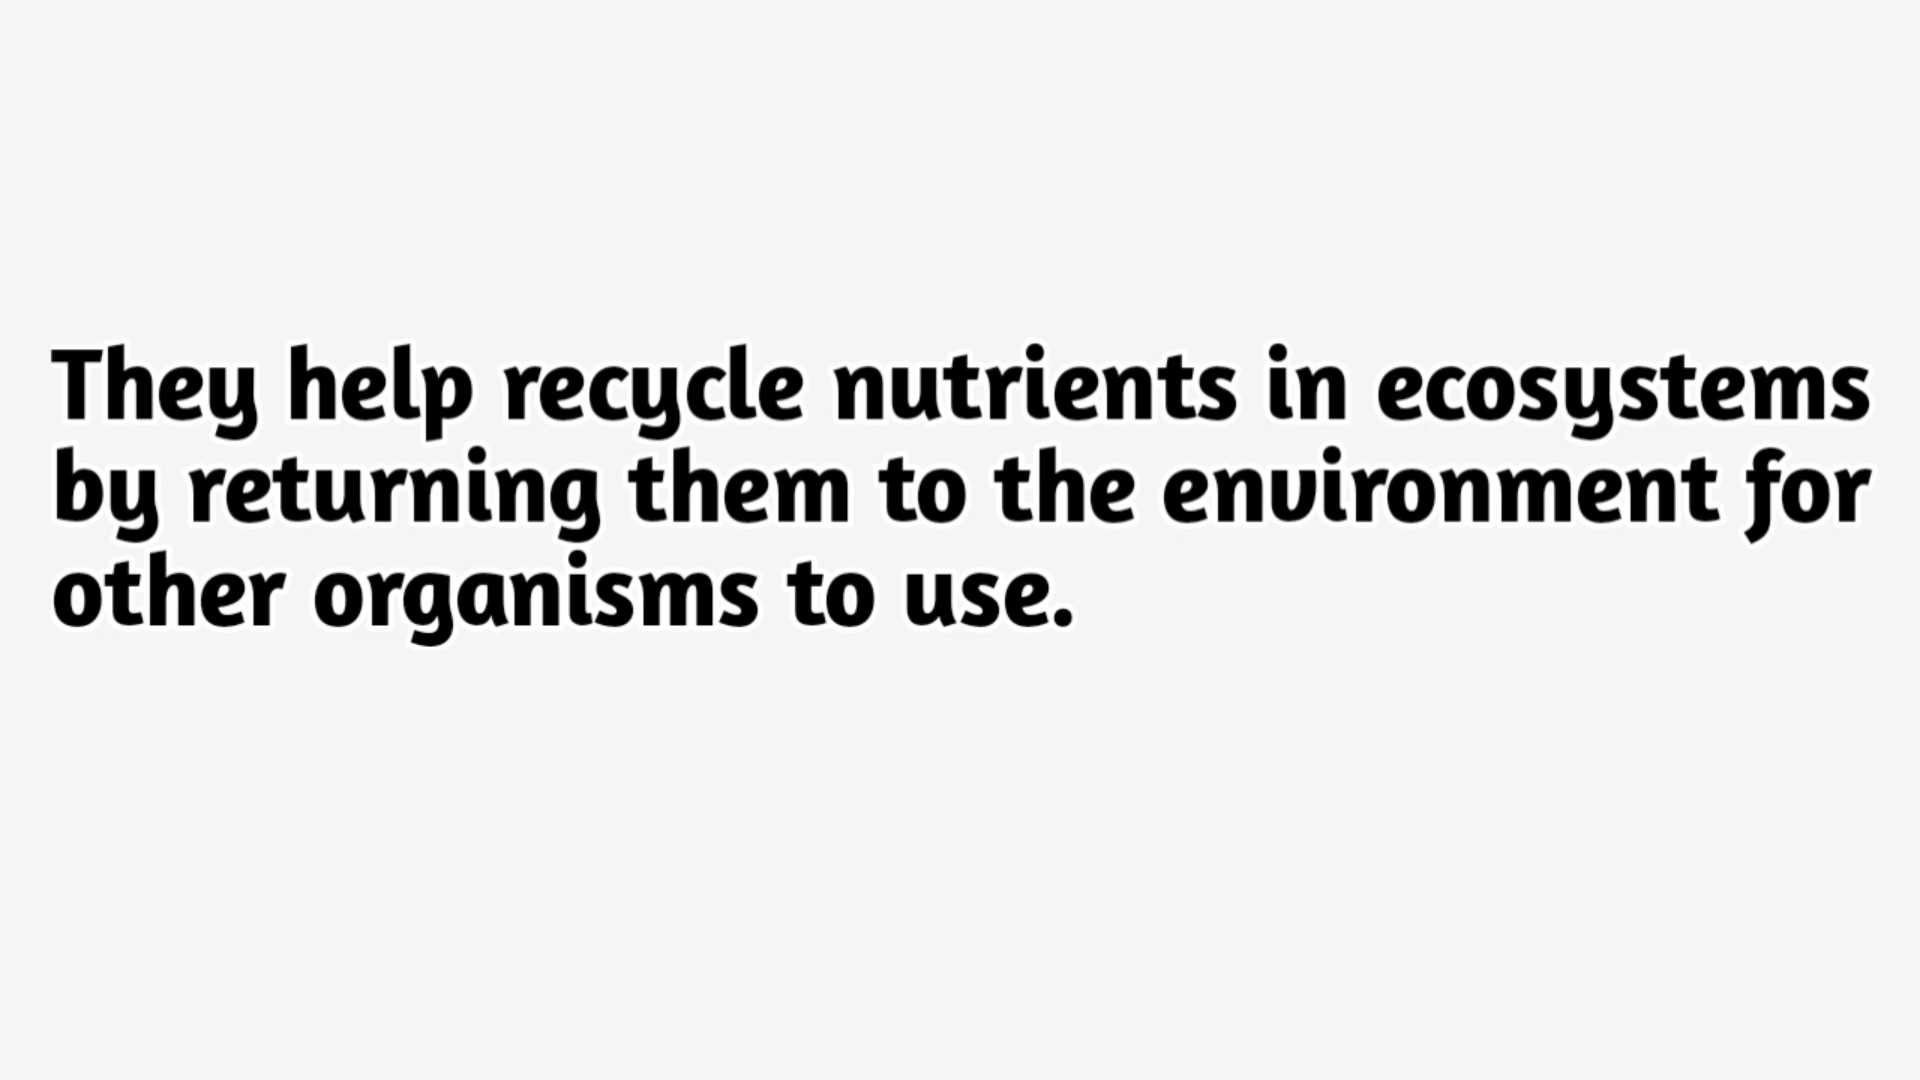 They help recycle nutrients in ecosystems
by returning them to the environment for
other organisms to use.